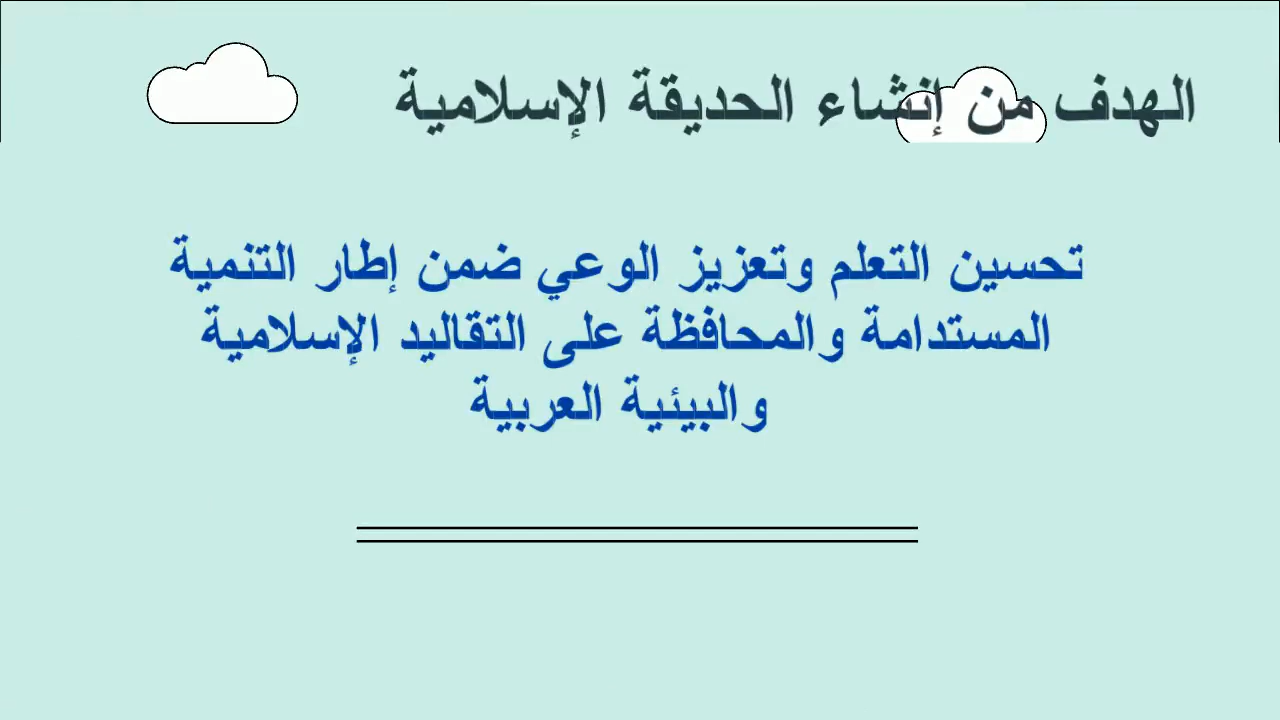 الهدف من إنشاء الحديقة الإسلامية
تحسين التعلم وتعزيز الوعي ضمن إطار التنمية
المستدامة والمحافظة على التقاليد الإسلامية
والبيئية العربية